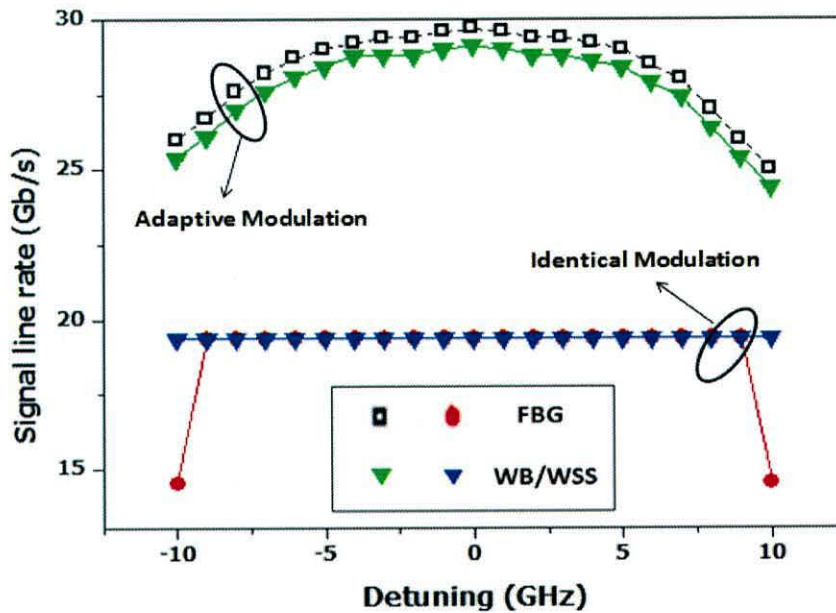 30
25
20
15
Signal line rate (Gb/s)
Adaptive Modulation
Identical Modulation
FBG
WB/WSS
-10
-5
0
5
10
Detuning (GHz)